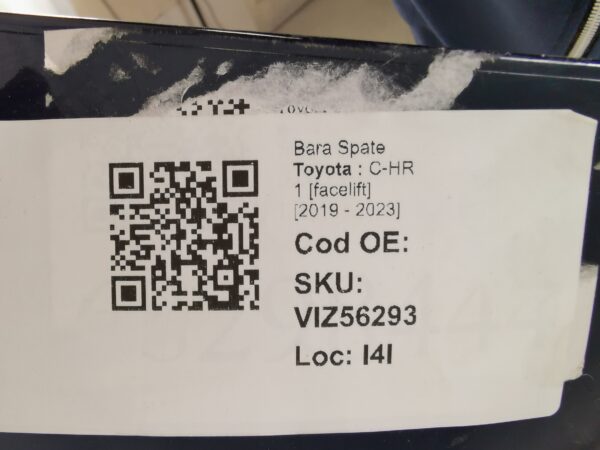 Bara Spate
Toyota : C-HR
1 [facelift]
[2019 - 2023]
Cod OE:
SKU:
VIZ56293
Loc: I4I